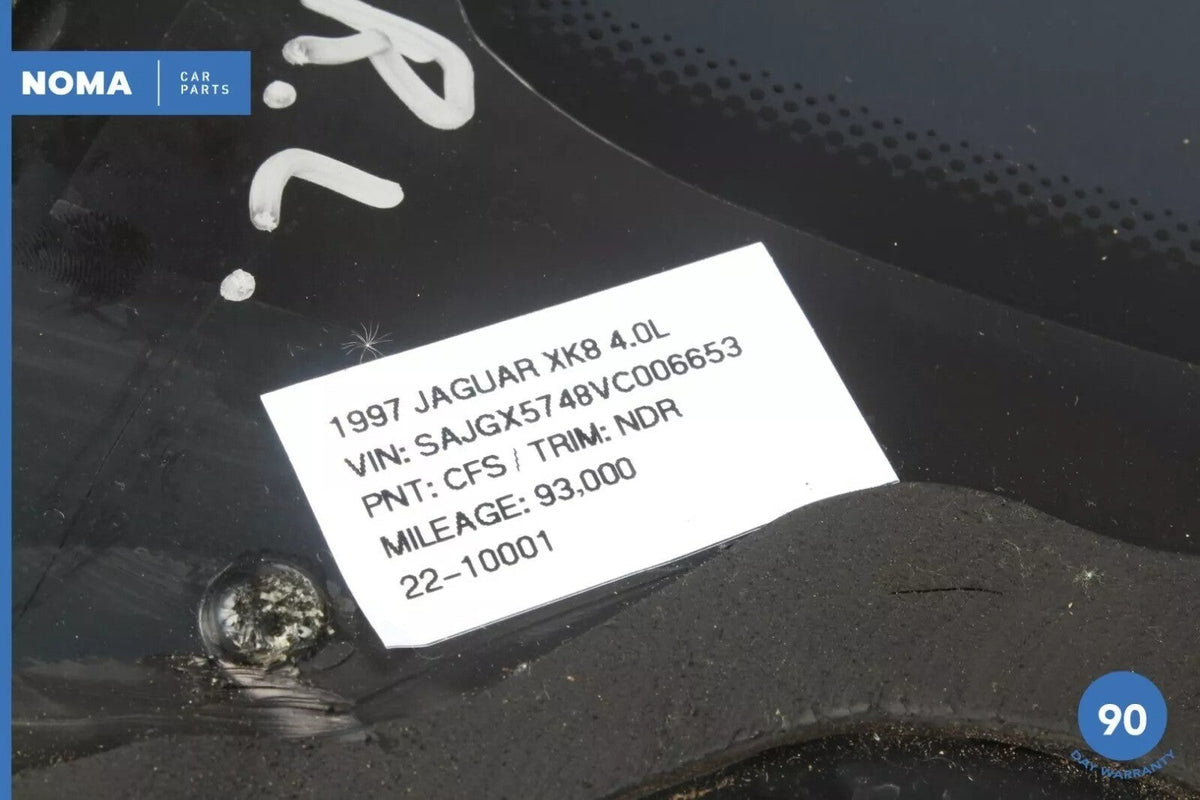 NOMA
CAR
PARTS
R.L.
1997 JAGUAR XK8 4.0L
VIN: SAJGX5748VC006653
PNT: CFS / TRIM: NDR
MILEAGE: 93,000
22-10001
90
DAY WARRANTY